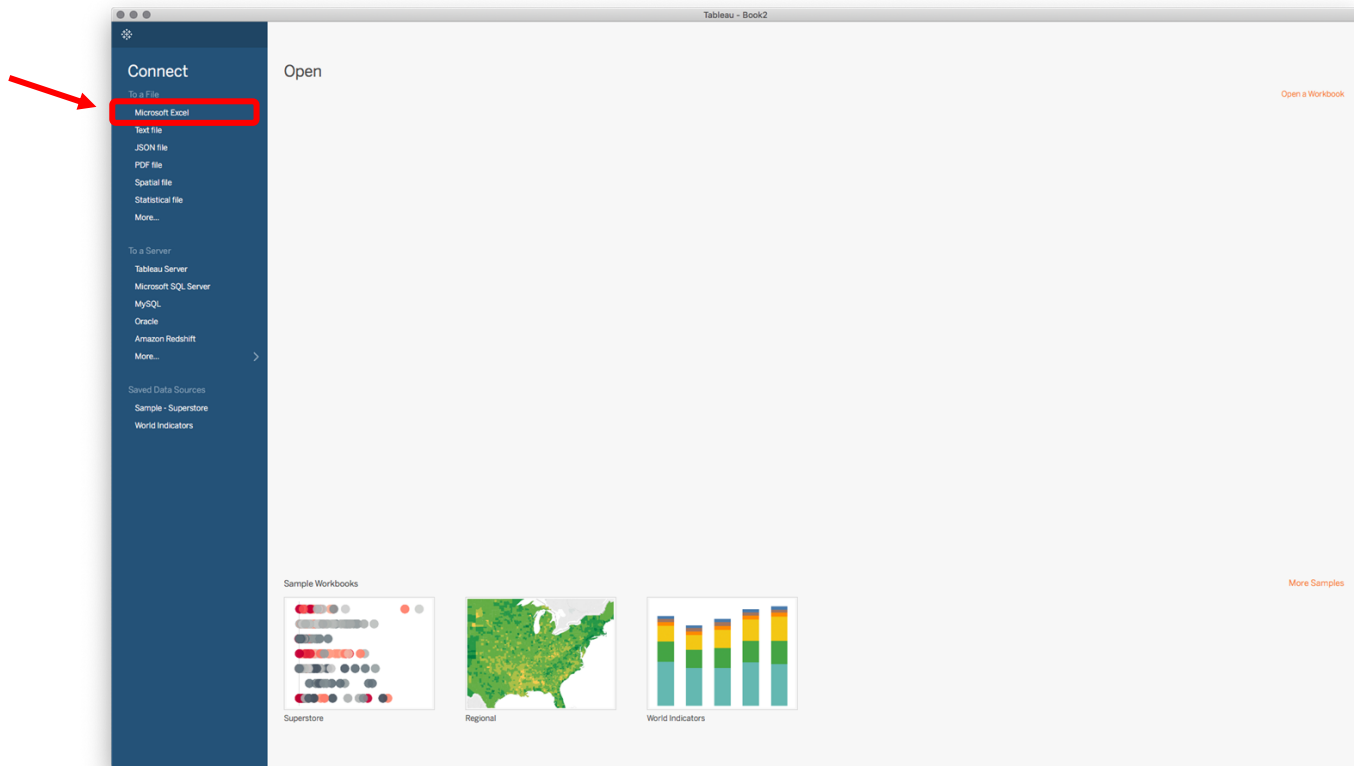 Tableau - Book2
Connect
To a File
Microsoft Excel
Text file
JSON file
PDF file
Spatial file
Statistical file
More...
To a Server
Tableau Server
Microsoft SQL Server
MySQL
Oracle
Amazon Redshift
More...
Saved Data Sources
Sample - Superstore
World Indicators
Open
Open a Workbook
Sample Workbooks
More Samples
Superstore
Regional
World Indicators